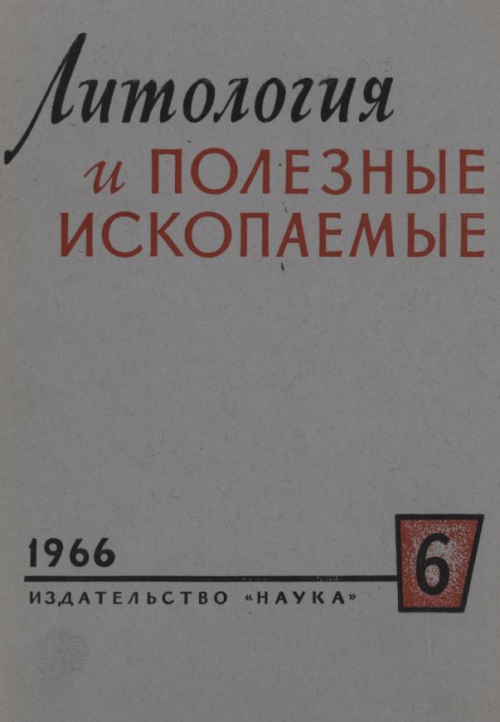 Литология
и ПОЛЕЗНЫЕ
ИСКОПАЕМЫЕ
1966
6
ИЗДАТЕЛЬСТВО «НАУКА»